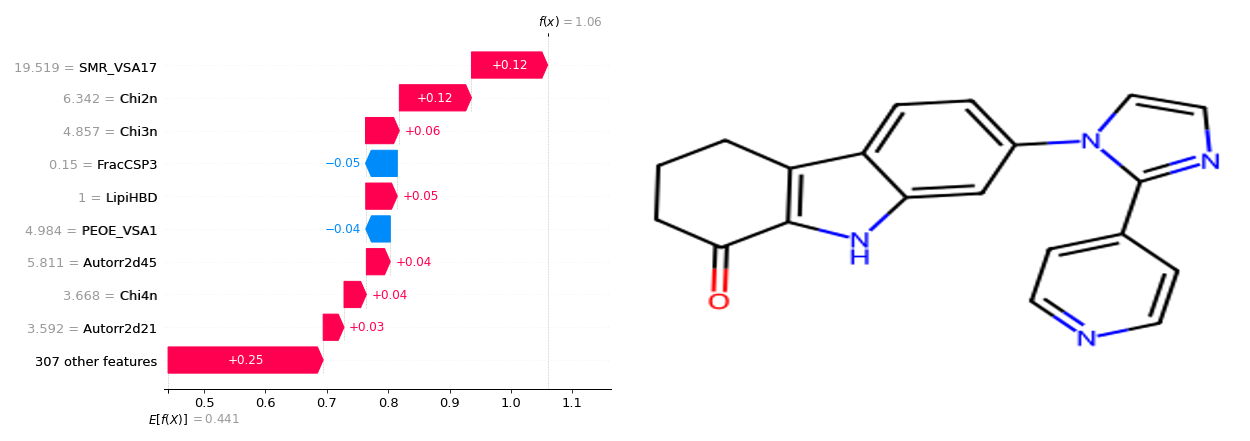 f(x) = 1.06
19.519 = SMR_VSA17 +0.12
6.342 = Chi2n +0.12
4.857 = Chi3n +0.06
0.15 = FracCSP3 −0.05
1 = LipiHBD +0.05
4.984 = PEOE_VSA1 −0.04
5.811 = Autorr2d45 +0.04
3.668 = Chi4n +0.04
3.592 = Autorr2d21 +0.03
307 other features +0.25
0.5 0.6 0.7 0.8 0.9 1.0 1.1
E[f(X)] = 0.441
N
N
N
H
O
N